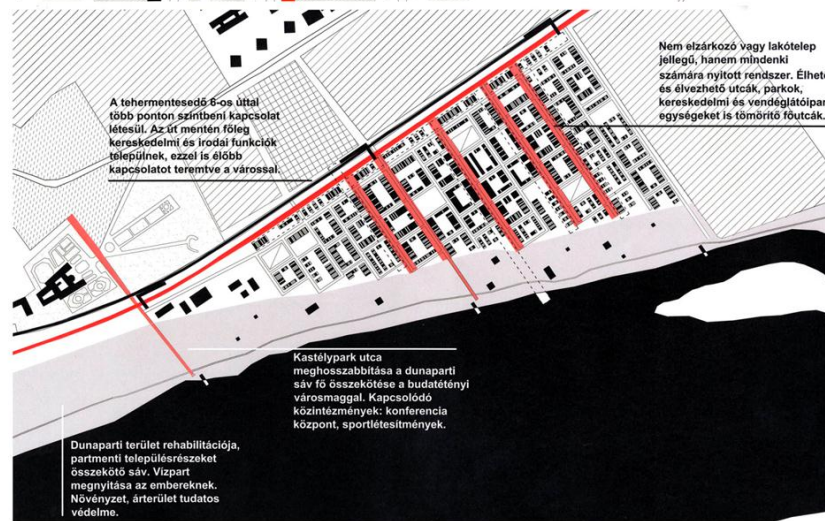 A tehermentesedő 6-os úttal
több ponton szintbeni kapcsolat
létesül. Az út mentén főleg
kereskedelmi és irodai funkciók
települnek, ezzel is élőbb
kapcsolatot teremtve a várossal.
Nem elzárkozó vagy lakótelep
jellegű, hanem mindenki
számára nyitott rendszer. Élhető
és élvezhető utcák, parkok,
kereskedelmi és vendéglátóipari
egységeket is tömörítő főutcák.
Kastélypark utca
meghosszabbítása a dunaparti
sáv fő összekötése a budatétényi
városmaggal. Kapcsolódó
közintézmények: konferencia
központ, sportlétesítmények.
Dunaparti terület rehabilitációja,
partmenti településrészeket
összekötő sáv. Vízpart
megnyitása az embereknek.
Növényzet, árterület tudatos
védelme.